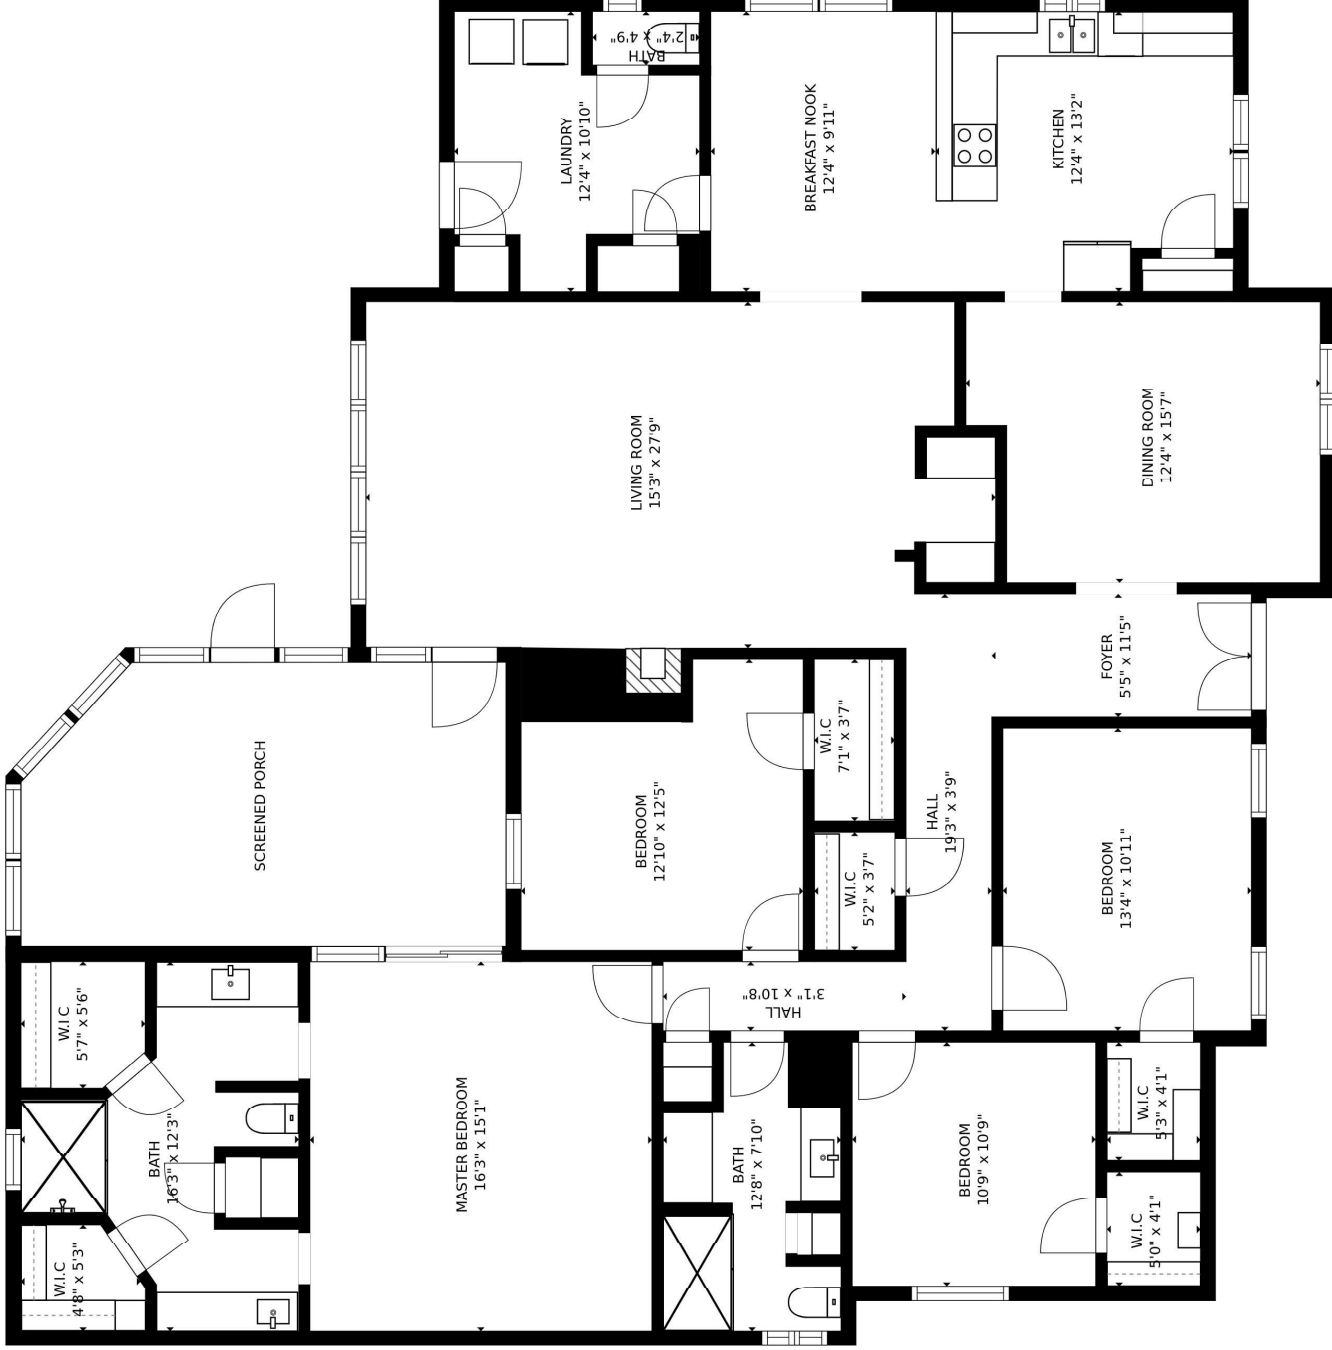 BATH
2'4" x 4'9"
LAUNDRY
12'4" x 10'10"
BREAKFAST NOOK
12'4" x 9'11"
KITCHEN
12'4" x 13'2"
LIVING ROOM
15'3" x 27'9"
DINING ROOM
12'4" x 15'7"
FOYER
5'5" x 11'5"
SCREENED PORCH
BEDROOM
12'10" x 12'5"
W.I.C
7'1" x 3'7"
W.I.C
5'2" x 3'7"
HALL
19'3" x 3'9"
BEDROOM
13'4" x 10'11"
W.I.C
5'7" x 5'6"
HALL
3'1" x 10'8"
BATH
16'3" x 12'3"
MASTER BEDROOM
16'3" x 15'1"
BATH
12'8" x 7'10"
BEDROOM
10'9" x 10'9"
W.I.C
5'3" x 4'1"
W.I.C
5'0" x 4'1"
W.I.C
4'8" x 5'3"